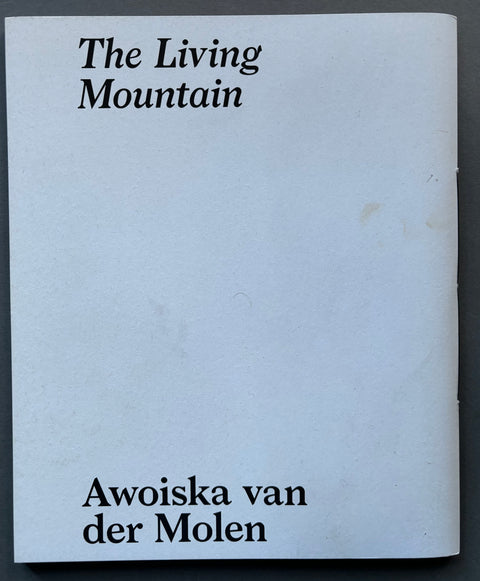 The Living
Mountain
Awoiska van
der Molen